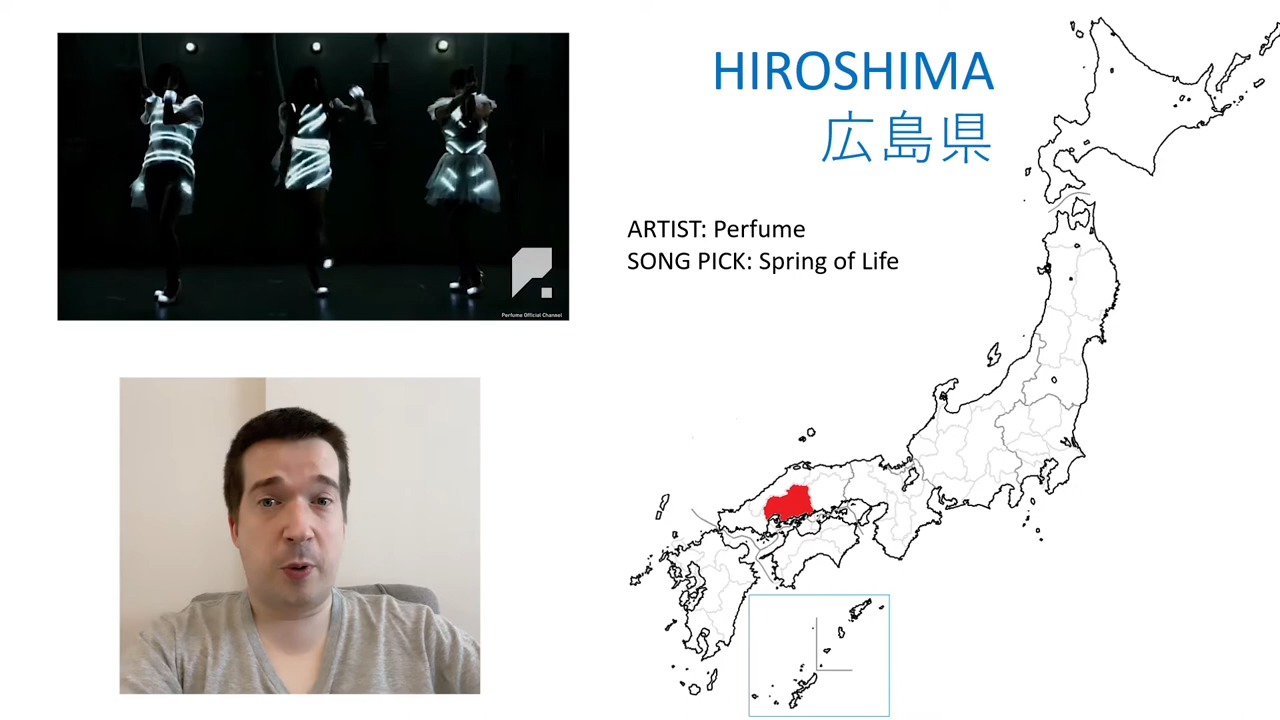 HIROSHIMA
広島県
ARTIST: Perfume
SONG PICK: Spring of Life
Perfume Official Channel